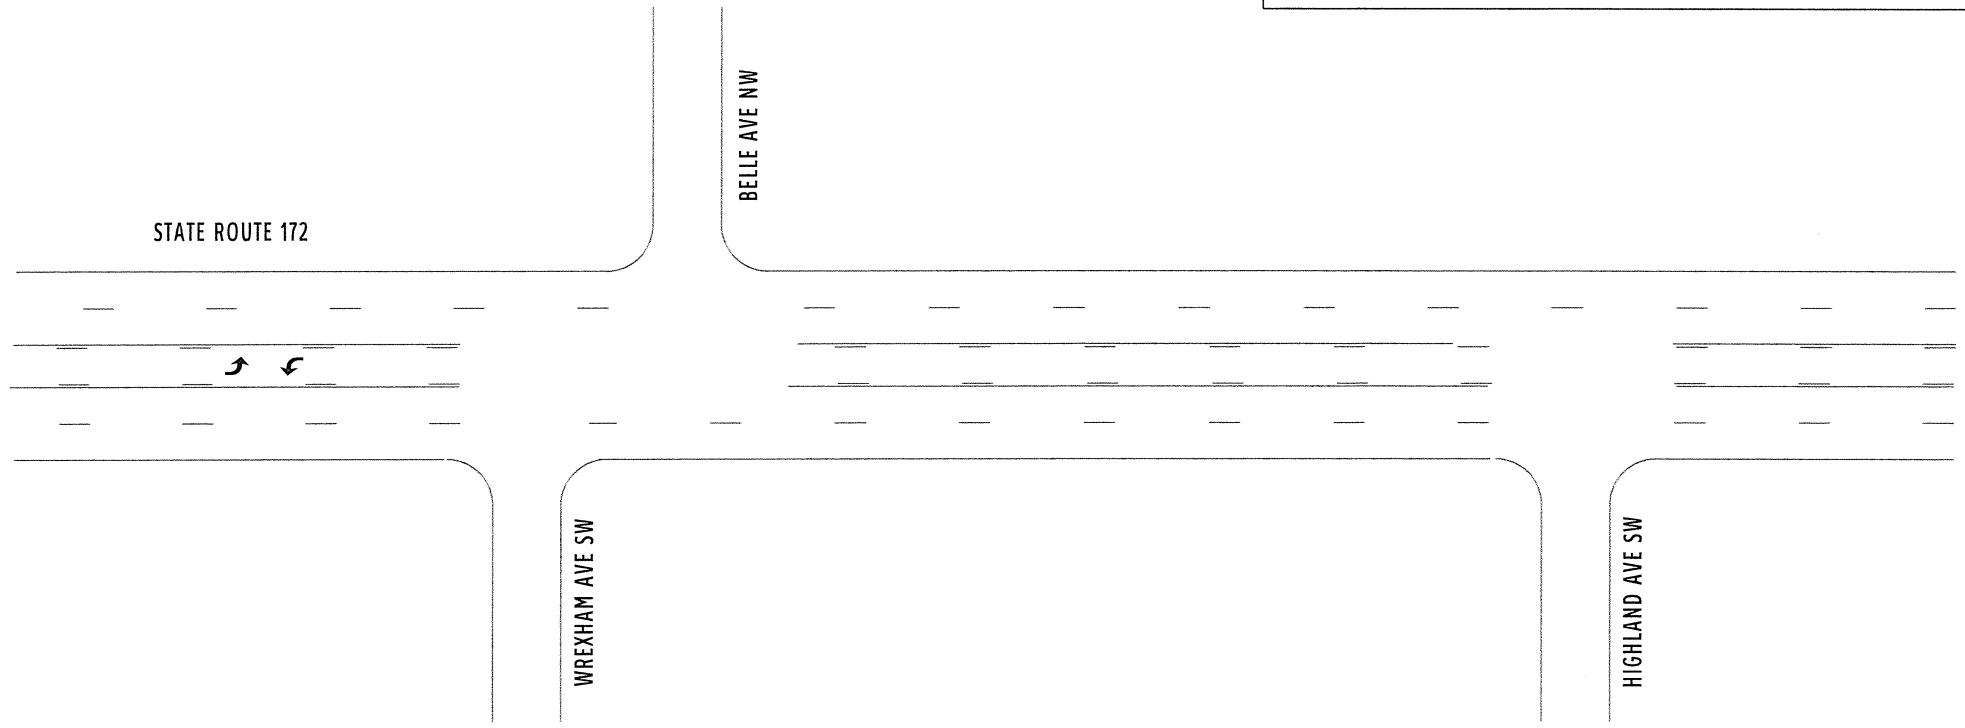 BELLE AVE NW
STATE ROUTE 172
WREXHAM AVE SW
HIGHLAND AVE SW